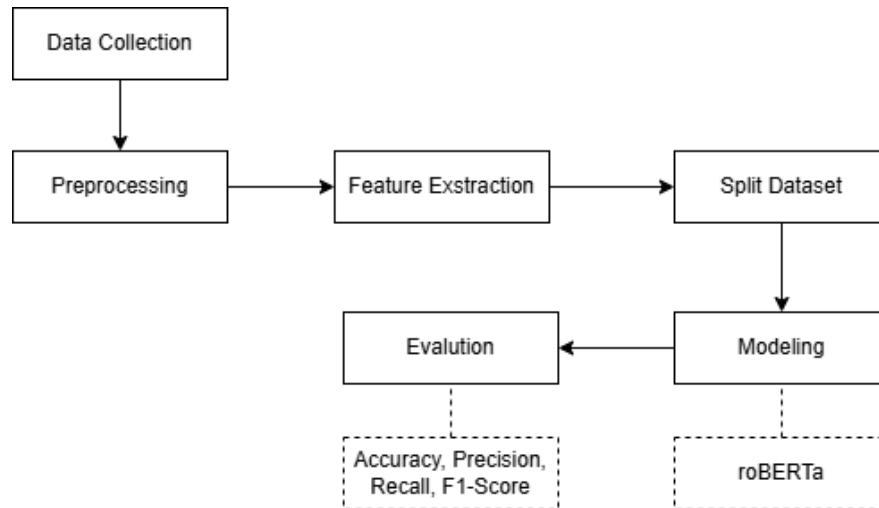 Data Collection
Preprocessing
Feature Exstraction
Split Dataset
Evalution
Modeling
Accuracy, Precision,
Recall, F1-Score
roBERTa